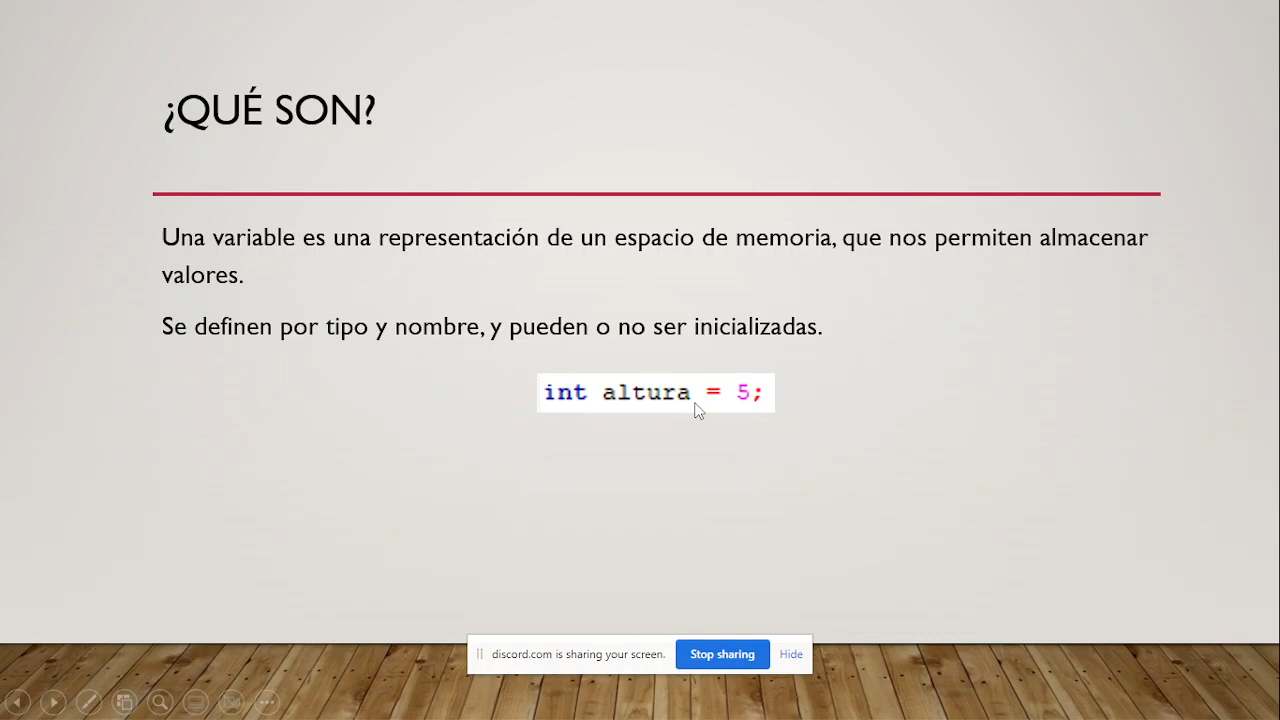 ¿QUÉ SON?
Una variable es una representación de un espacio de memoria, que nos permiten almacenar
valores.
Se definen por tipo y nombre, y pueden o no ser inicializadas.
int altura = 5;
discord.com is sharing your screen.
Stop sharing
Hide